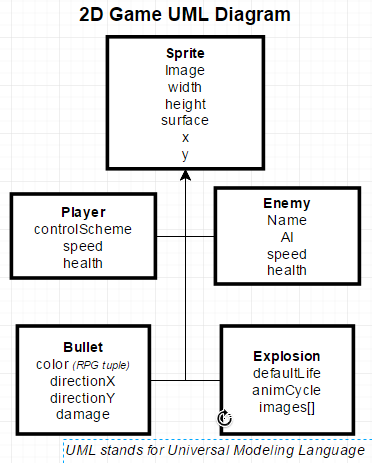 2D Game UML Diagram
Sprite
Image
width
height
surface
x
y
Player
controlScheme
speed
health
Enemy
Name
AI
speed
health
Bullet
color (RPG tuple)
directionX
directionY
damage
Explosion
defaultLife
animCycle
images[]
UML stands for Universal Modeling Language